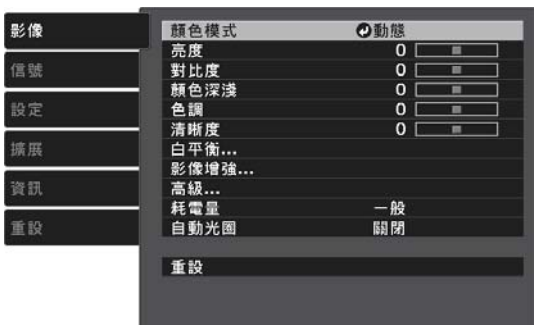 影像
信號
設定
擴展
資訊
重設
顏色模式 動態
亮度 0
對比度 0
顏色深淺 0
色調 0
清晰度 0
白平衡...
影像增強...
高級...
耗電量 一般
自動光圈 關閉
重設